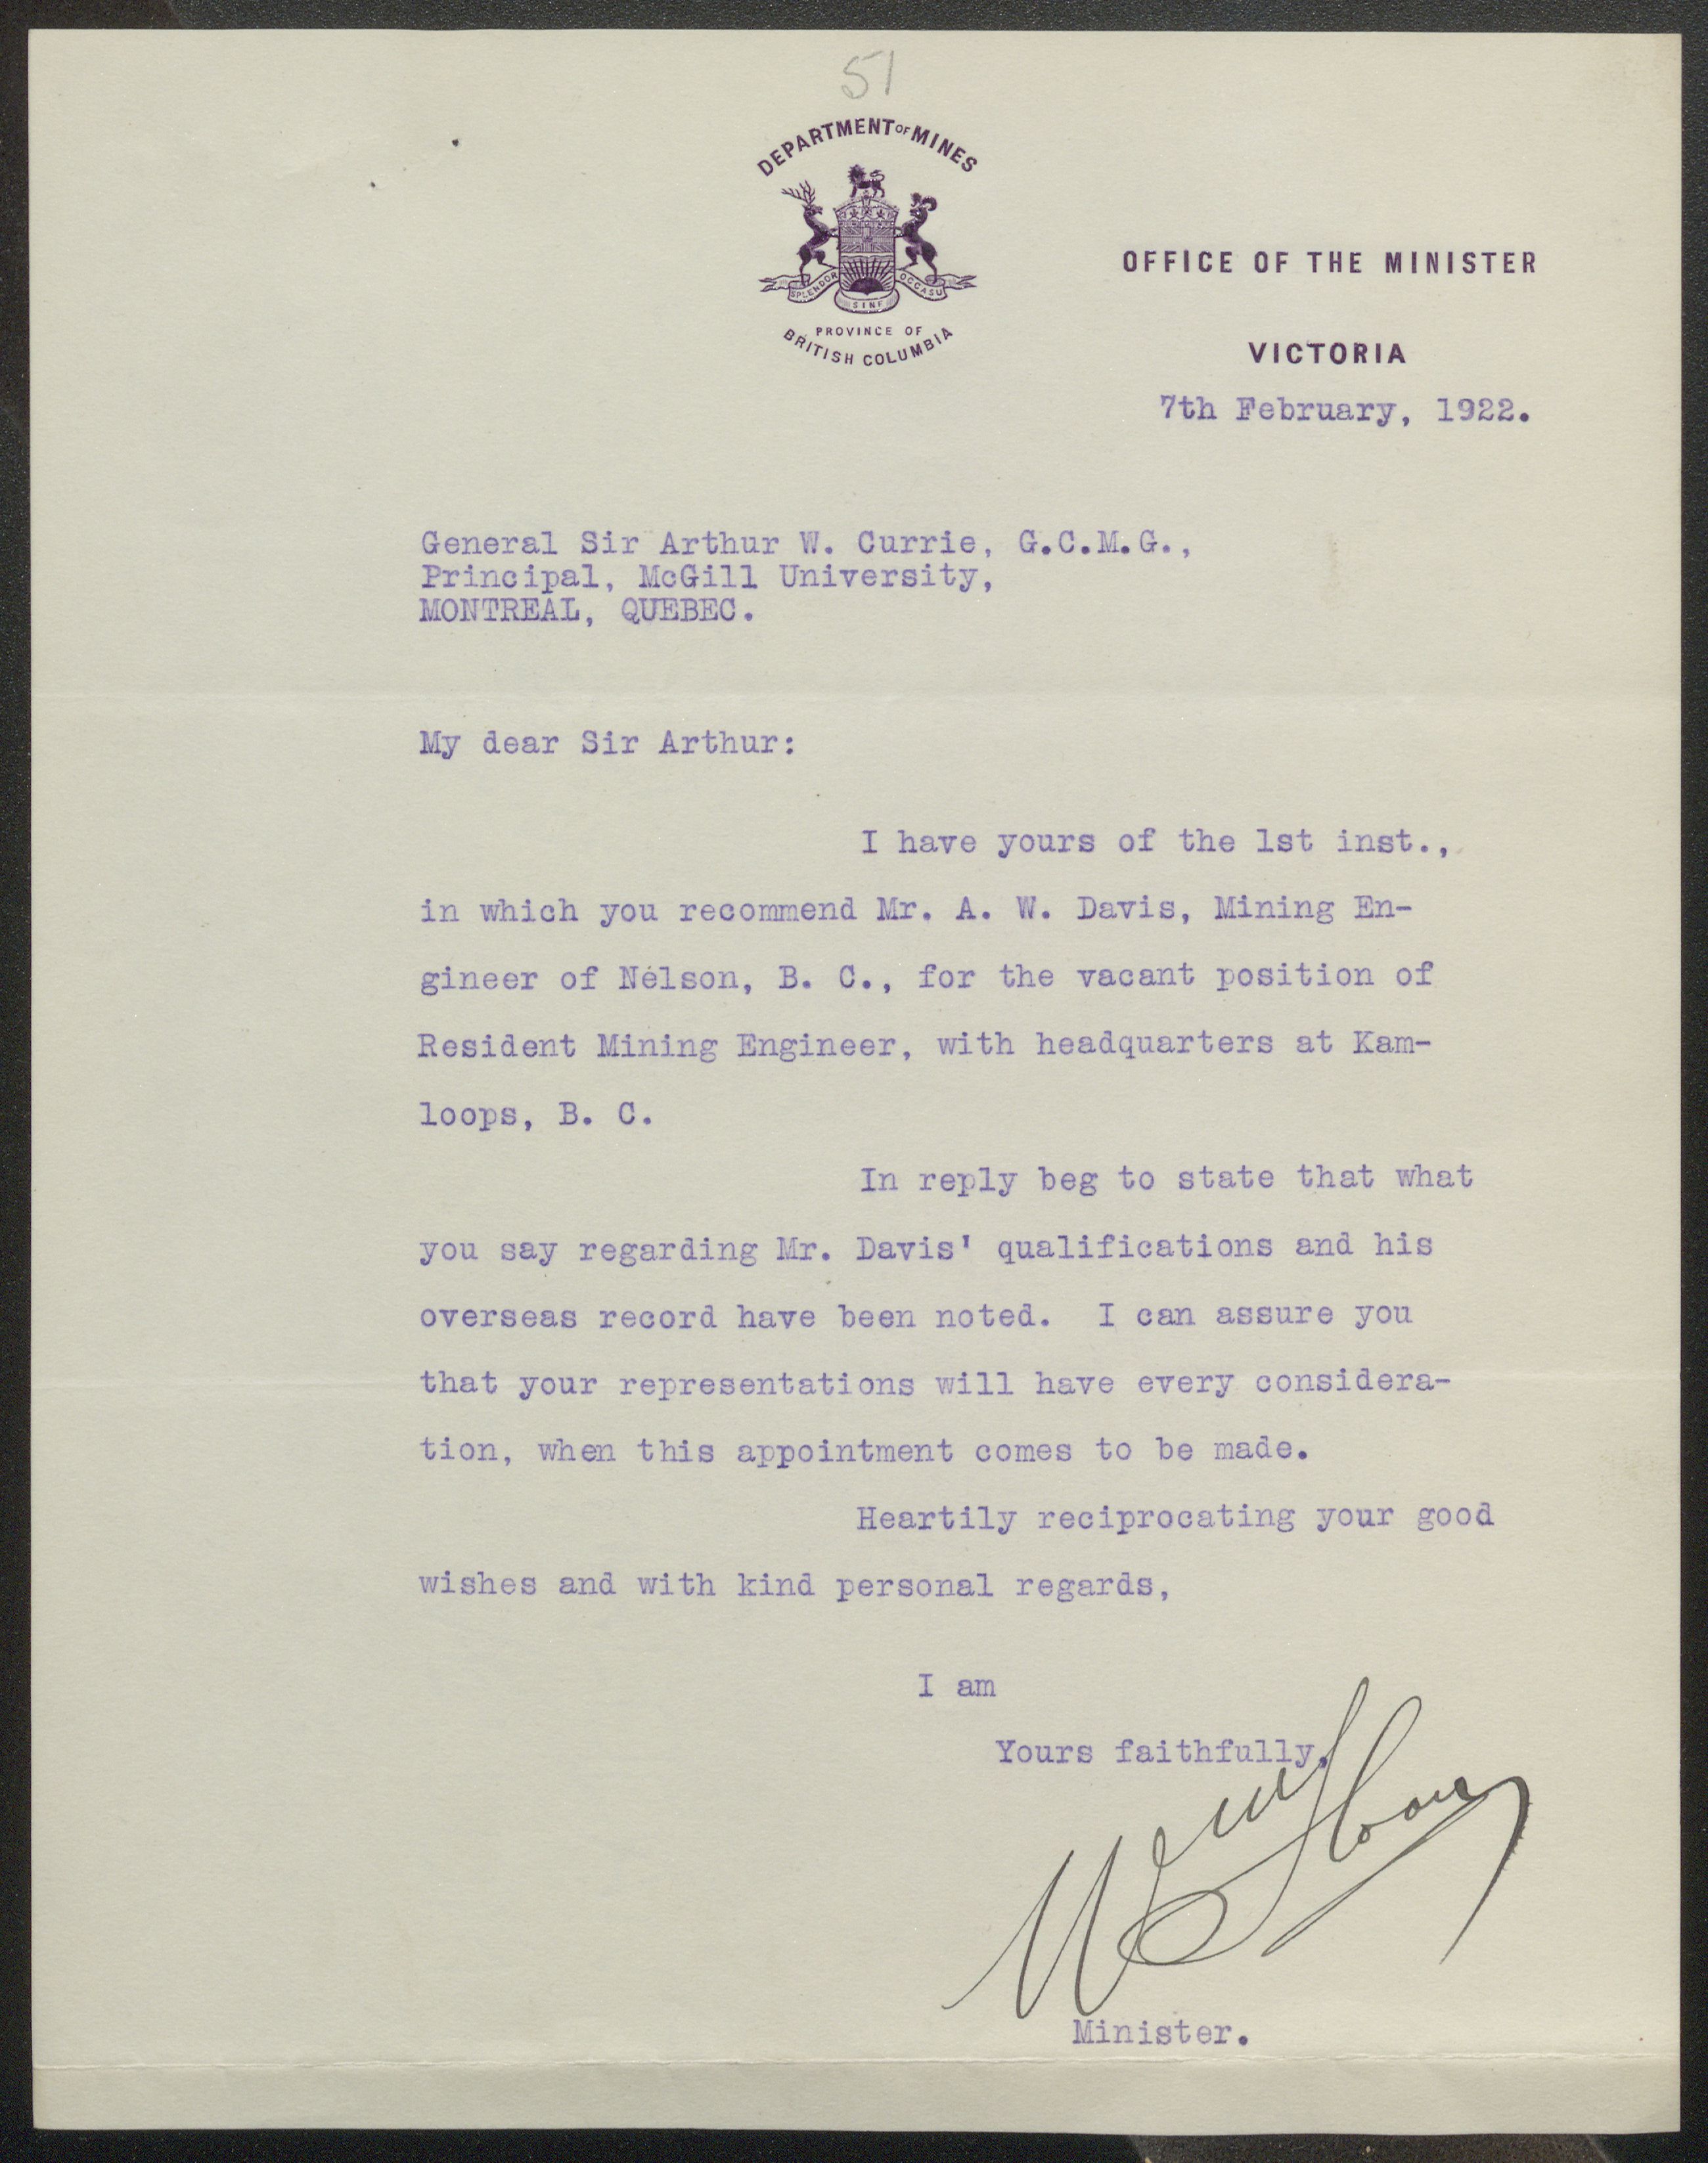 51
DEPARTMENT OF MINES
SPLENDOR SINE OCCASU
PROVINCE OF
BRITISH COLUMBIA
OFFICE OF THE MINISTER
VICTORIA
7th February, 1922.
General Sir Arthur W. Currie, G.C.M.G.,
Principal, McGill University,
MONTREAL, QUEBEC.
My dear Sir Arthur:
I have yours of the 1st inst.,
in which you recommend Mr. A. W. Davis, Mining En-
gineer of Nelson, B. C., for the vacant position of
Resident Mining Engineer, with headquarters at Kam-
loops, B. C.
In reply beg to state that what
you say regarding Mr. Davis' qualifications and his
overseas record have been noted. I can assure you
that your representations will have every considera-
tion, when this appointment comes to be made.
Heartily reciprocating your good
wishes and with kind personal regards,
I am
Yours faithfully,
Wm Sloan
Minister.